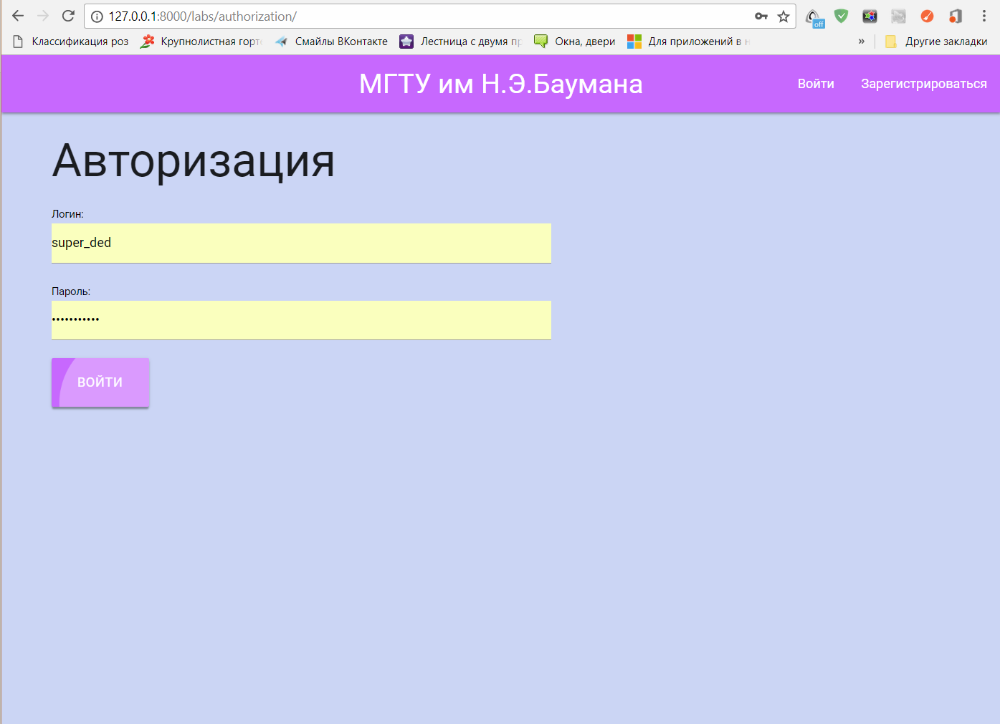 127.0.0.1:8000/labs/authorization/
off
Классификация роз
Крупнолистная горт
Смайлы ВКонтакте
Лестница с двумя пр
Окна, двери
Для приложений в н
»
Другие закладки
МГТУ им Н.Э.Баумана
Войти
Зарегистрироваться
Авторизация
Логин:
super_ded
Пароль:
•••••••••••
ВОЙТИ